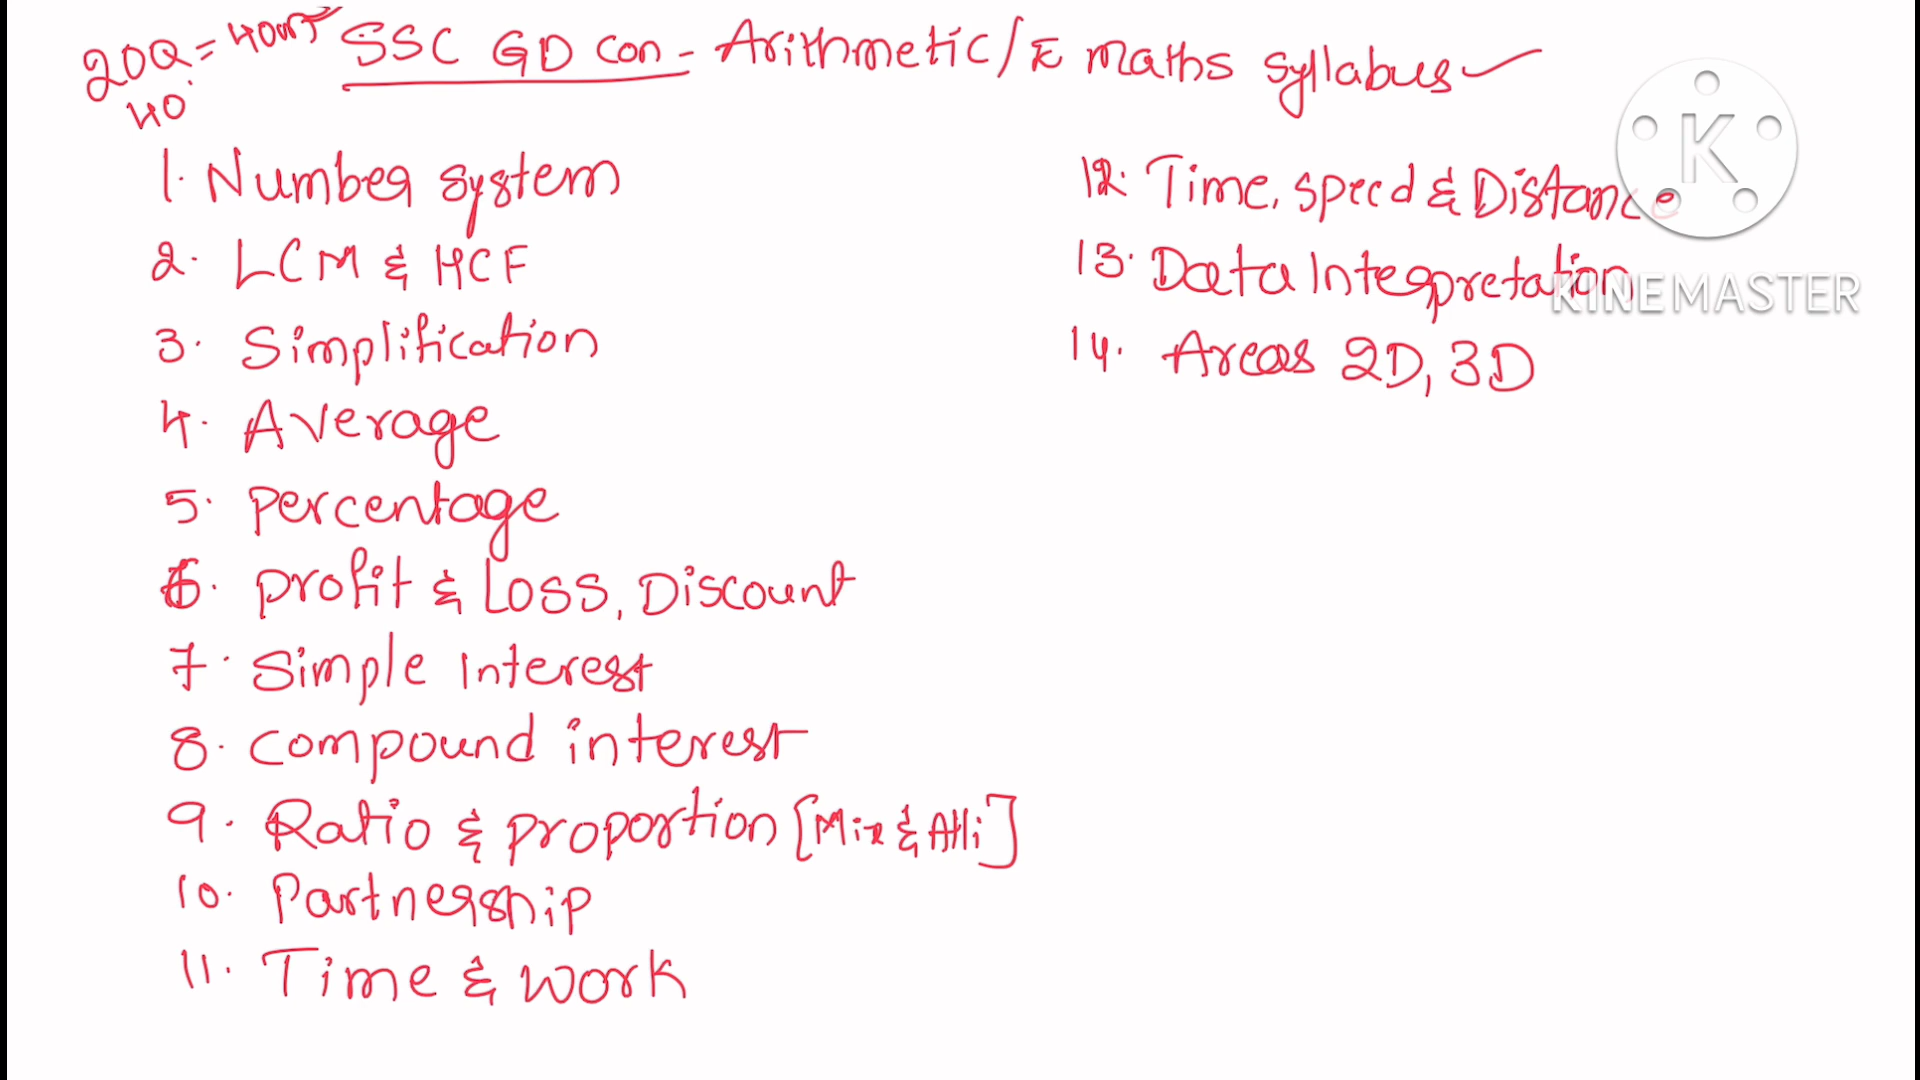 20Q = 40M
40
SSC GD Con - Arithmetic/E maths syllabus
1. Number system
2. LCM & HCF
3. Simplification
4. Average
5. Percentage
6. Profit & Loss, Discount
7. Simple Interest
8. Compound interest
9. Ratio & proportion [Mix & Alli]
10. Partnership
11. Time & Work
12. Time, Speed & Distance
13. Data Interpretation
14. Areas 2D, 3D
K
KINEMASTER